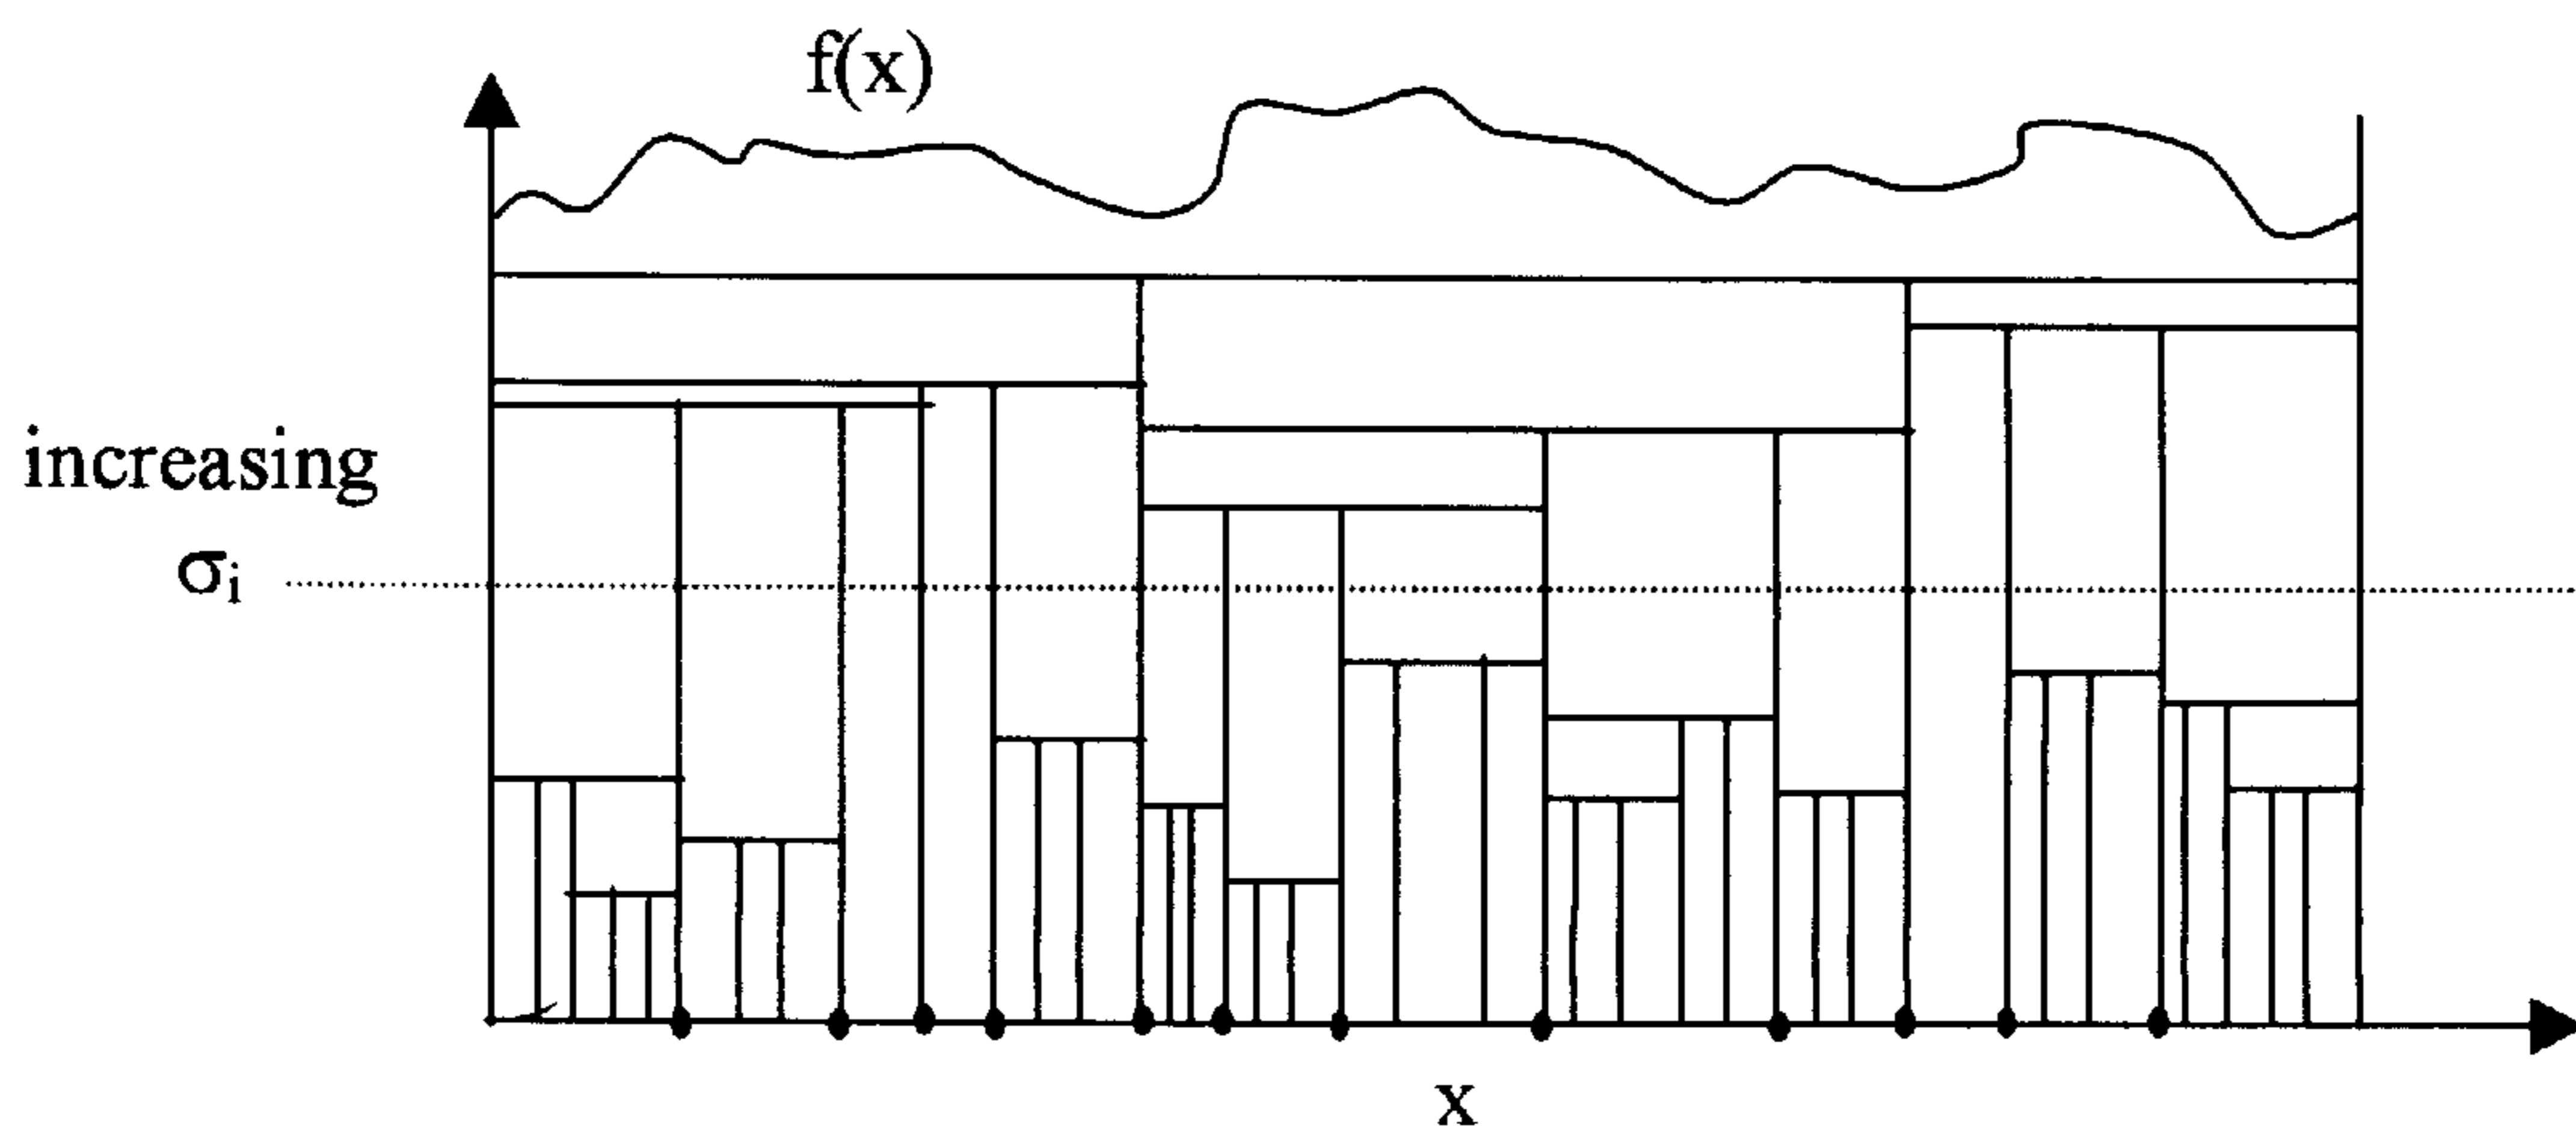 f(x)
increasing
σi
x